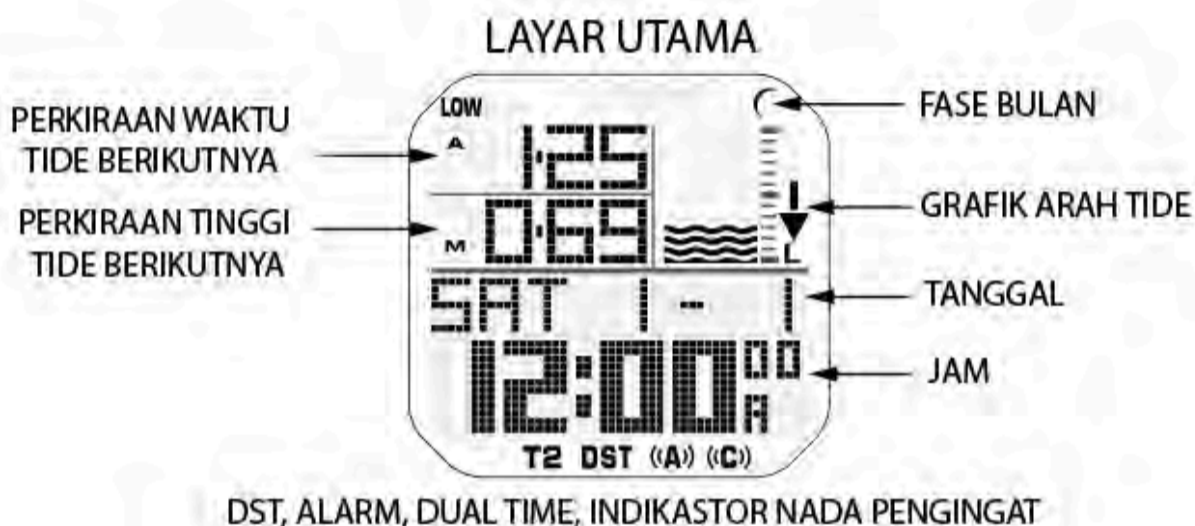 LAYAR UTAMA
PERKIRAAN WAKTU
TIDE BERIKUTNYA
PERKIRAAN TINGGI
TIDE BERIKUTNYA
LOW
A 1:25
M 0.69
L
SAT 1 - 1
12:00 00
A
T2 DST ((A)) ((C))
FASE BULAN
GRAFIK ARAH TIDE
TANGGAL
JAM
DST, ALARM, DUAL TIME, INDIKASTOR NADA PENGINGAT